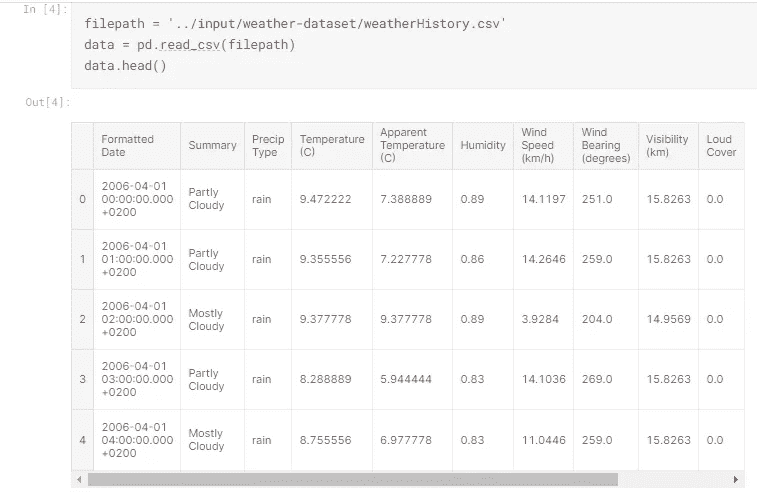 In [4]:
filepath = '../input/weather-dataset/weatherHistory.csv'
data = pd.read_csv(filepath)
data.head()
Out[4]:
Formatted Date Summary Precip Type Temperature (C) Apparent Temperature (C) Humidity Wind Speed (km/h) Wind Bearing (degrees) Visibility (km) Loud Cover
0 2006-04-01 00:00:00.000 +0200 Partly Cloudy rain 9.472222 7.388889 0.89 14.1197 251.0 15.8263 0.0
1 2006-04-01 01:00:00.000 +0200 Partly Cloudy rain 9.355556 7.227778 0.86 14.2646 259.0 15.8263 0.0
2 2006-04-01 02:00:00.000 +0200 Mostly Cloudy rain 9.377778 9.377778 0.89 3.9284 204.0 14.9569 0.0
3 2006-04-01 03:00:00.000 +0200 Partly Cloudy rain 8.288889 5.944444 0.83 14.1036 269.0 15.8263 0.0
4 2006-04-01 04:00:00.000 +0200 Mostly Cloudy rain 8.755556 6.977778 0.83 11.0446 259.0 15.8263 0.0